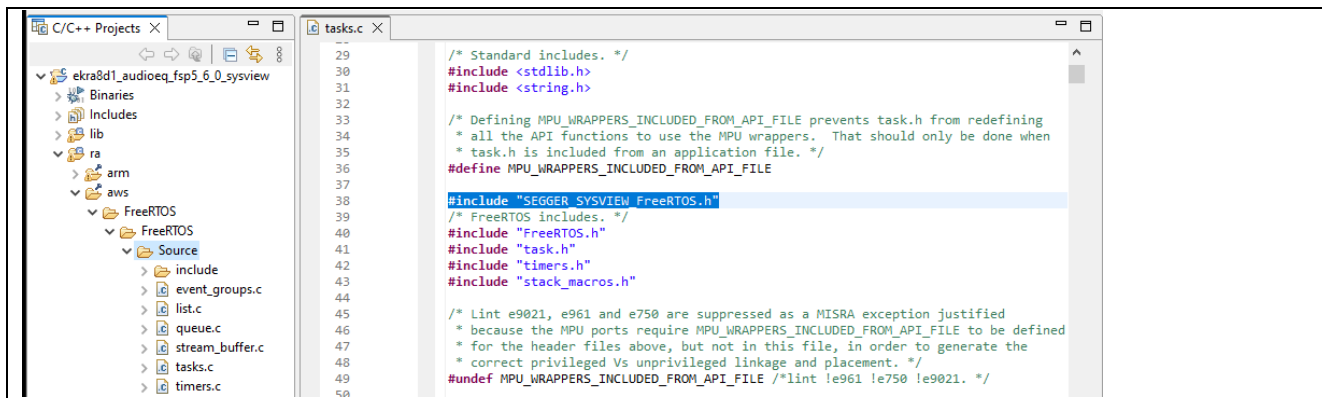 C/C++ Projects
ekra8d1_audioeq_fsp5_6_0_sysview
Binaries
Includes
lib
ra
arm
aws
FreeRTOS
FreeRTOS
Source
include
event_groups.c
list.c
queue.c
stream_buffer.c
tasks.c
timers.c
tasks.c
29 /* Standard includes. */
30 #include <stdlib.h>
31 #include <string.h>
32
33 /* Defining MPU_WRAPPERS_INCLUDED_FROM_API_FILE prevents task.h from redefining
34 * all the API functions to use the MPU wrappers.  That should only be done when
35 * task.h is included from an application file. */
36 #define MPU_WRAPPERS_INCLUDED_FROM_API_FILE
37
38 #include "SEGGER_SYSVIEW_FreeRTOS.h"
39 /* FreeRTOS includes. */
40 #include "FreeRTOS.h"
41 #include "task.h"
42 #include "timers.h"
43 #include "stack_macros.h"
44
45 /* Lint e9021, e961 and e750 are suppressed as a MISRA exception justified
46 * because the MPU ports require MPU_WRAPPERS_INCLUDED_FROM_API_FILE to be defined
47 * for the header files above, but not in this file, in order to generate the
48 * correct privileged Vs unprivileged linkage and placement. */
49 #undef MPU_WRAPPERS_INCLUDED_FROM_API_FILE /*lint !e961 !e750 !e9021. */
50